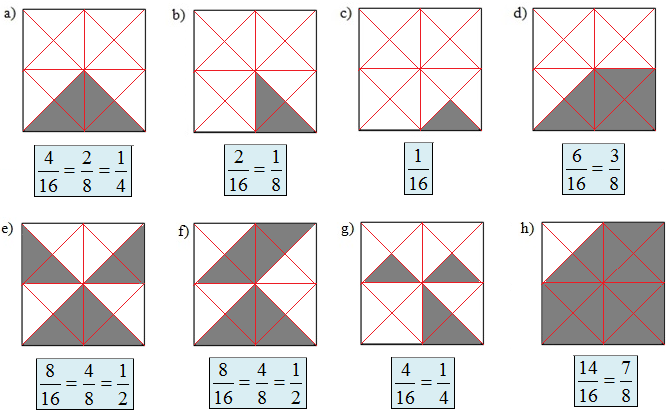 a) b) c) d)
4/16 = 2/8 = 1/4
2/16 = 1/8
1/16
6/16 = 3/8
e) f) g) h)
8/16 = 4/8 = 1/2
8/16 = 4/8 = 1/2
4/16 = 1/4
14/16 = 7/8